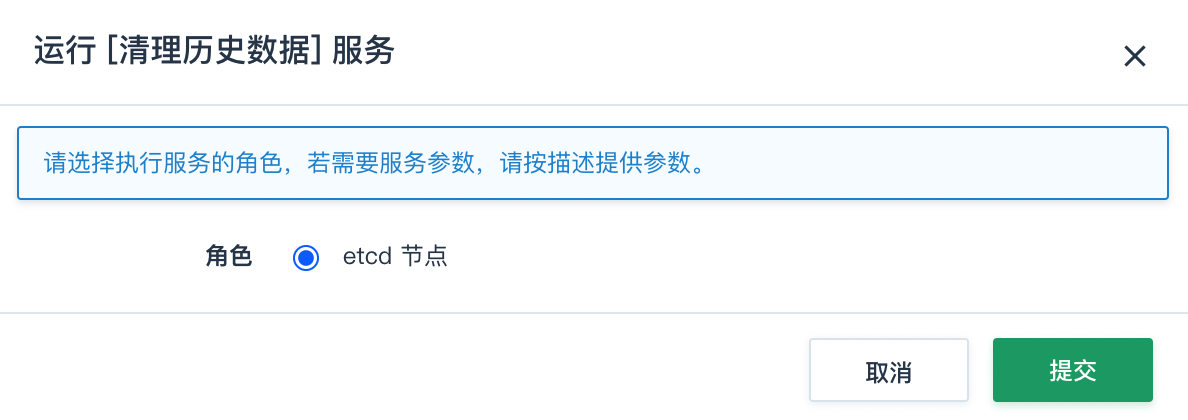 运行 [清理历史数据] 服务
请选择执行服务的角色，若需要服务参数，请按描述提供参数。
角色 etcd 节点
取消 提交